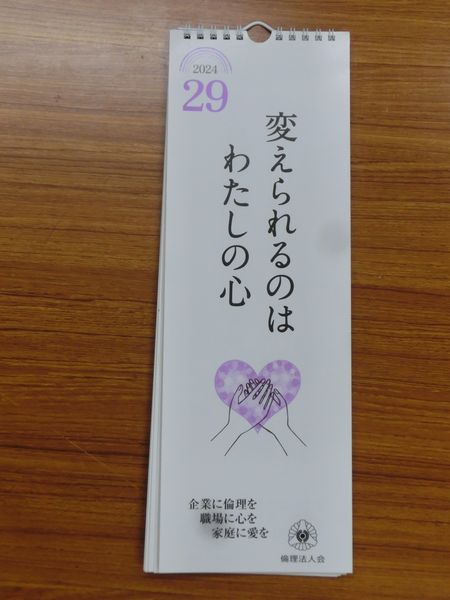 2024
29
変えられるのは
わたしの心
企業に倫理を
職場に心を
家庭に愛を
倫理法人会